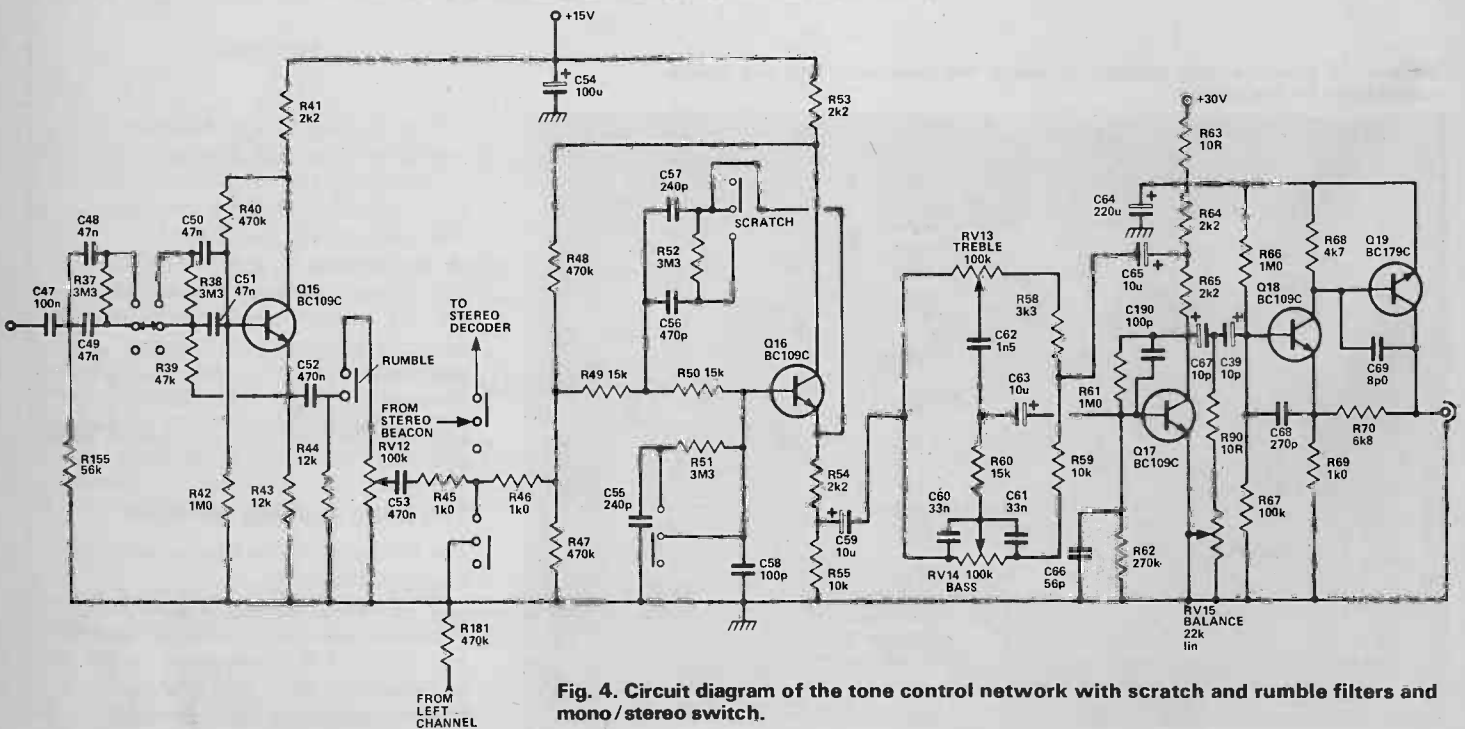 +15V
C54
100u
R41
2k2
R53
2k2
+30V
R63
10R
C57
240p
SCRATCH
C64
220u
R64
2k2
C48
47n
C50
47n
R40
470k
R52
3M3
RV13
TREBLE
100k
R66
1M0
R68
4k7
Q19
BC179C
R37
3M3
R38
3M3
C51
47n
Q15
BC109C
R48
470k
C65
10u
R65
2k2
Q18
BC109C
C47
100n
C49
47n
C56
470p
R58
3k3
C190
100p
TO
STEREO
DECODER
C62
1n5
C67
10p
C39
10p
C69
8p0
R39
47k
C52
470n
RUMBLE
R49 15k
R50 15k
Q16
BC109C
C63
10u
R61
1M0
FROM
STEREO
BEACON
RV12
100k
Q17
BC109C
R90
10R
C68
270p
R70
6k8
R155
56k
R44
12k
R51
3M3
R54
2k2
R60
15k
R59
10k
R42
1M0
R43
12k
C53
470n
R45
1k0
R46
1k0
C55
240p
C59
10u
C60
33n
C61
33n
R67
100k
R69
1k0
R47
470k
C58
100p
R55
10k
RV14 100k
BASS
C66
56p
R62
270k
RV15
BALANCE
22k
lin
R181
470k
FROM
LEFT
CHANNEL
Fig. 4. Circuit diagram of the tone control network with scratch and rumble filters and
mono/stereo switch.